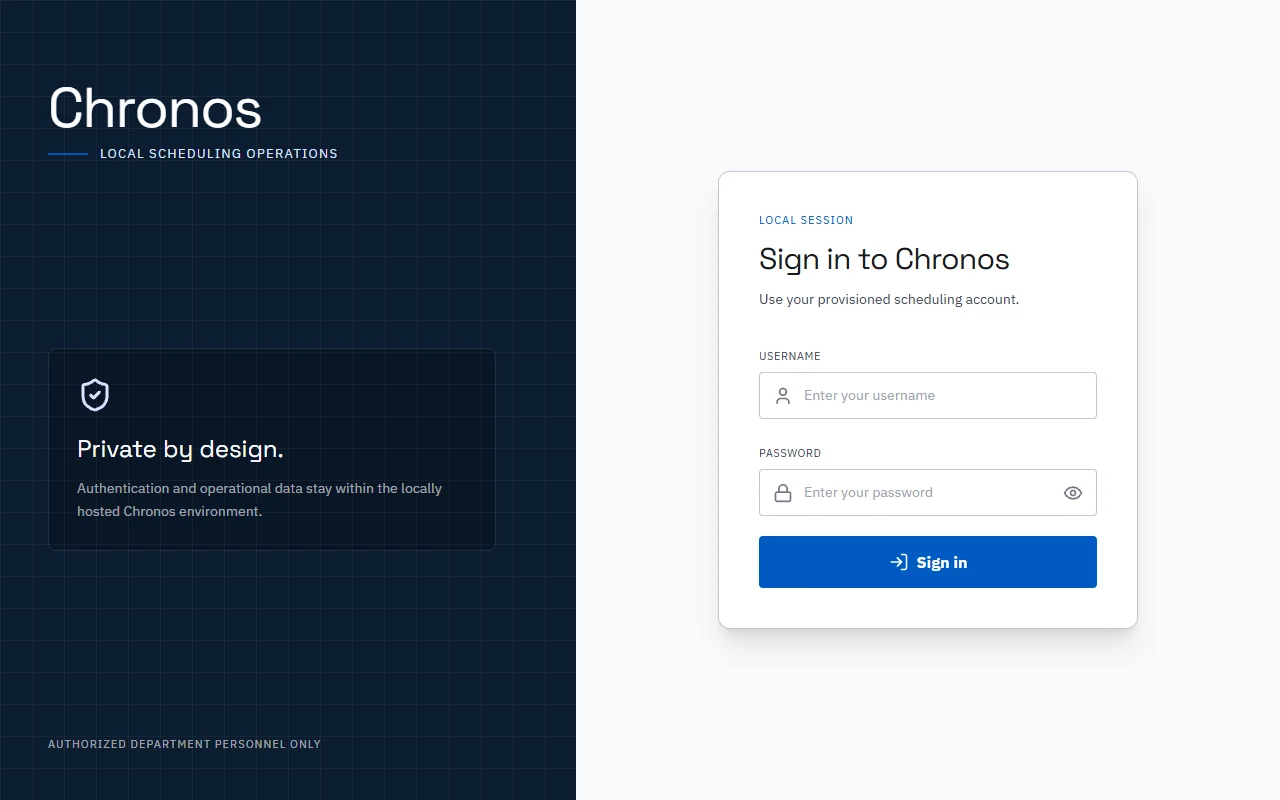 Chronos
LOCAL SCHEDULING OPERATIONS
Private by design.
Authentication and operational data stay within the locally
hosted Chronos environment.
AUTHORIZED DEPARTMENT PERSONNEL ONLY
LOCAL SESSION
Sign in to Chronos
Use your provisioned scheduling account.
USERNAME
Enter your username
PASSWORD
Enter your password
Sign in